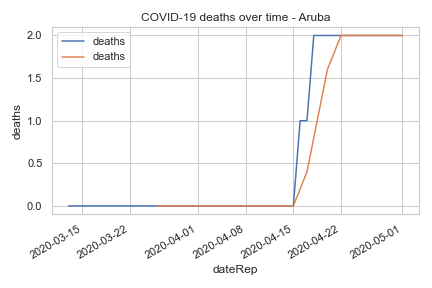 COVID-19 deaths over time - Aruba
deaths
deaths
2.0
1.5
1.0
0.5
0.0
deaths
2020-03-15
2020-03-22
2020-04-01
2020-04-08
2020-04-15
2020-04-22
2020-05-01
dateRep